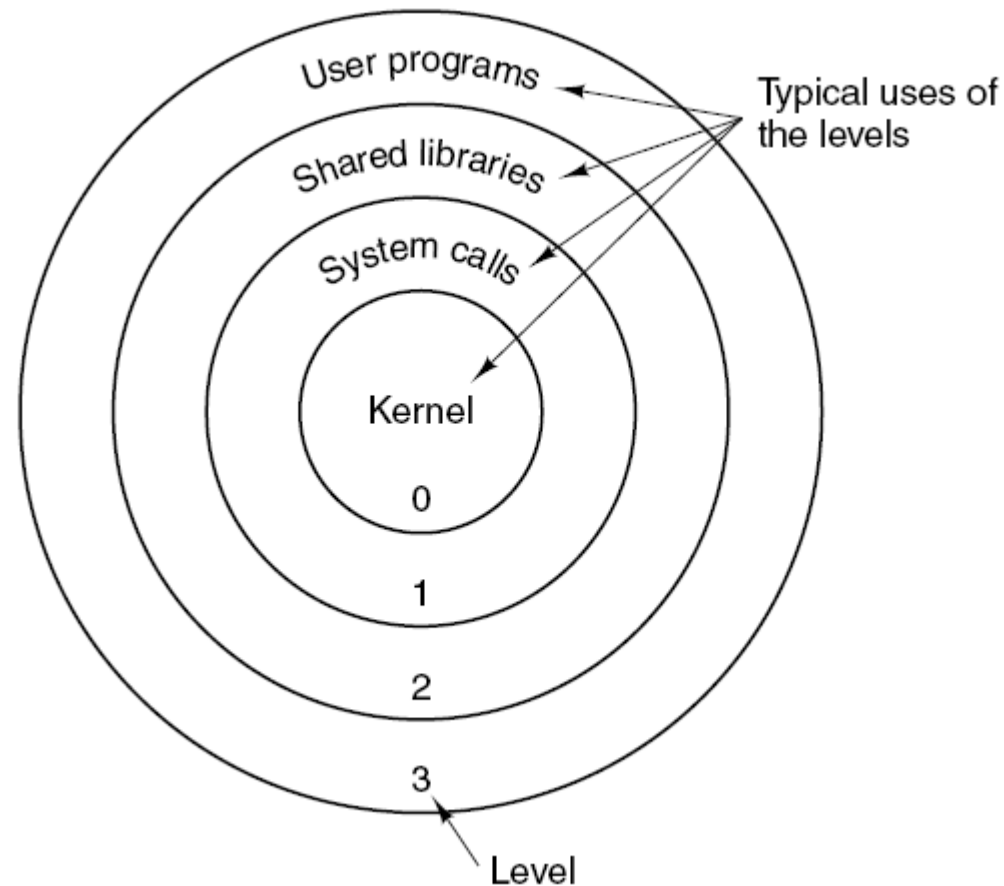 User programs
Typical uses of
the levels
Shared libraries
System calls
Kernel
0
1
2
3
Level